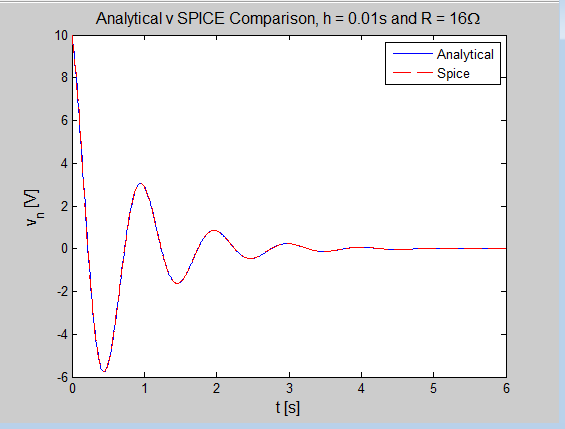 Analytical v SPICE Comparison, h = 0.01s and R = 16Ω
10
8
6
4
2
0
-2
-4
-6
vn [V]
Analytical
Spice
0 1 2 3 4 5 6
t [s]